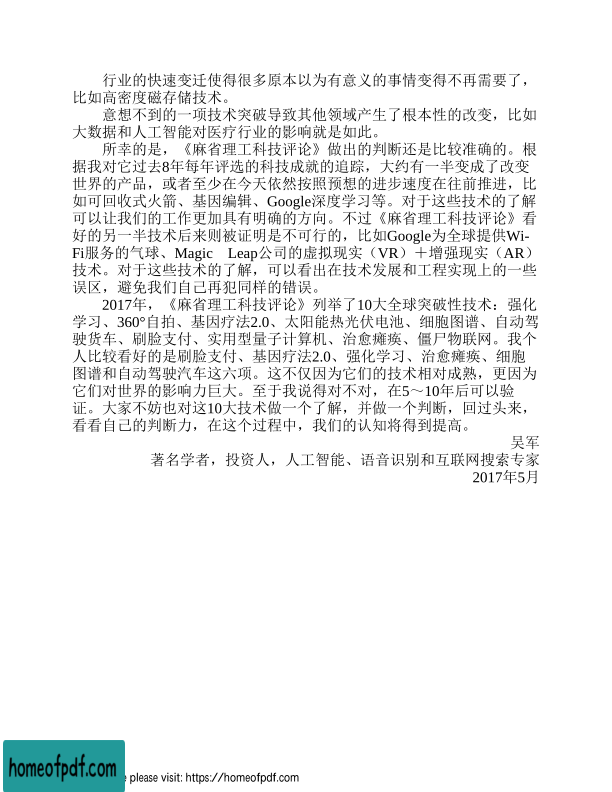 行业的快速变迁使得很多原本以为有意义的事情变得不再需要了，
比如高密度磁存储技术。
意想不到的一项技术突破导致其他领域产生了根本性的改变，比如
大数据和人工智能对医疗行业的影响就是如此。
所幸的是，《麻省理工科技评论》做出的判断还是比较准确的。根
据我对它过去8年每年评选的科技成就的追踪，大约有一半变成了改变
世界的产品，或者至少在今天依然按照预想的进步速度在往前推进，比
如可回收式火箭、基因编辑、Google深度学习等。对于这些技术的了解
可以让我们的工作更加具有明确的方向。不过《麻省理工科技评论》看
好的另一半技术后来则被证明是不可行的，比如Google为全球提供Wi-
Fi服务的气球、Magic　Leap公司的虚拟现实（VR）＋增强现实（AR）
技术。对于这些技术的了解，可以看出在技术发展和工程实现上的一些
误区，避免我们自己再犯同样的错误。
2017年，《麻省理工科技评论》列举了10大全球突破性技术：强化
学习、360°自拍、基因疗法2.0、太阳能热光伏电池、细胞图谱、自动驾
驶货车、刷脸支付、实用型量子计算机、治愈瘫痪、僵尸物联网。我个
人比较看好的是刷脸支付、基因疗法2.0、强化学习、治愈瘫痪、细胞
图谱和自动驾驶汽车这六项。这不仅因为它们的技术相对成熟，更因为
它们对世界的影响力巨大。至于我说得对不对，在5～10年后可以验
证。大家不妨也对这10大技术做一个了解，并做一个判断，回过头来，
看看自己的判断力，在这个过程中，我们的认知将得到提高。
吴军
著名学者，投资人，人工智能、语音识别和互联网搜索专家
2017年5月
homeofpdf.com
e please visit: https://homeofpdf.com